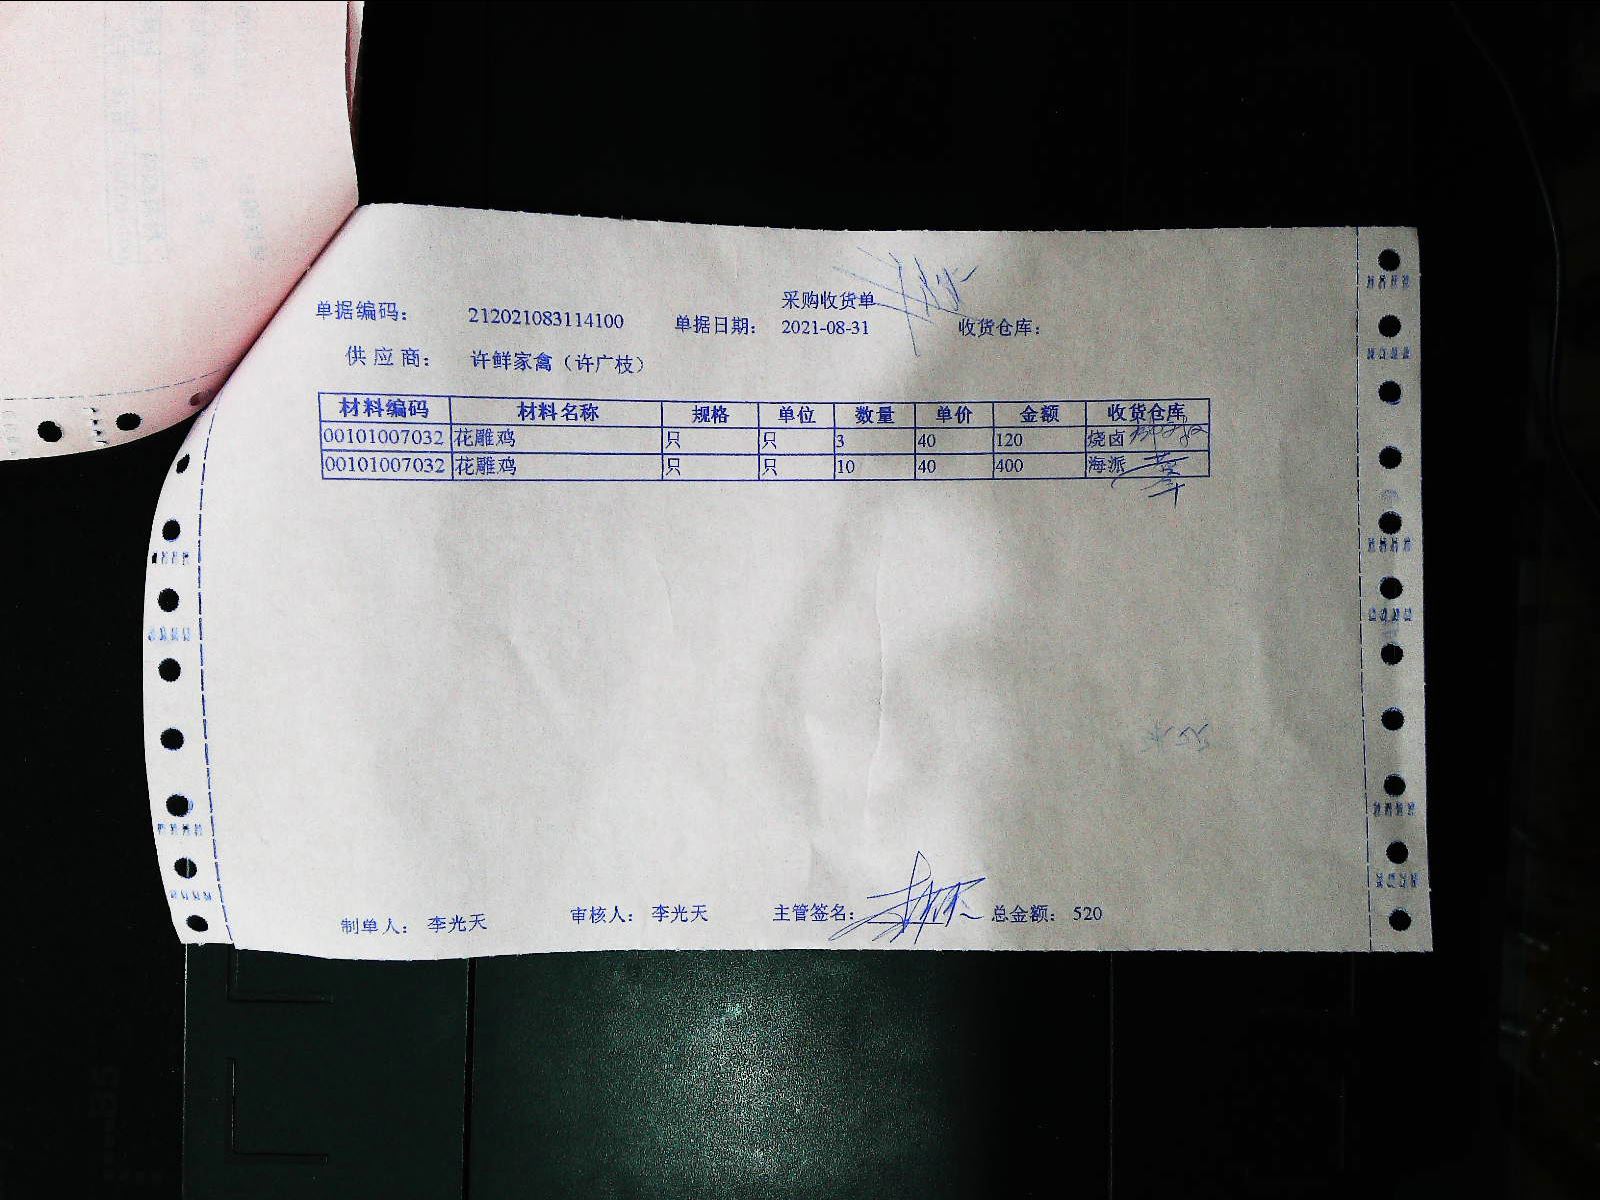 采购收货单
单据编码： 212021083114100 单据日期： 2021-08-31 收货仓库：
供应商： 许鲜家禽（许广枝）
材料编码 材料名称 规格 单位 数量 单价 金额 收货仓库
00101007032 花雕鸡 只 只 3 40 120 烧卤
00101007032 花雕鸡 只 只 10 40 400 海派
制单人： 李光天 审核人： 李光天 主管签名： 总金额： 520